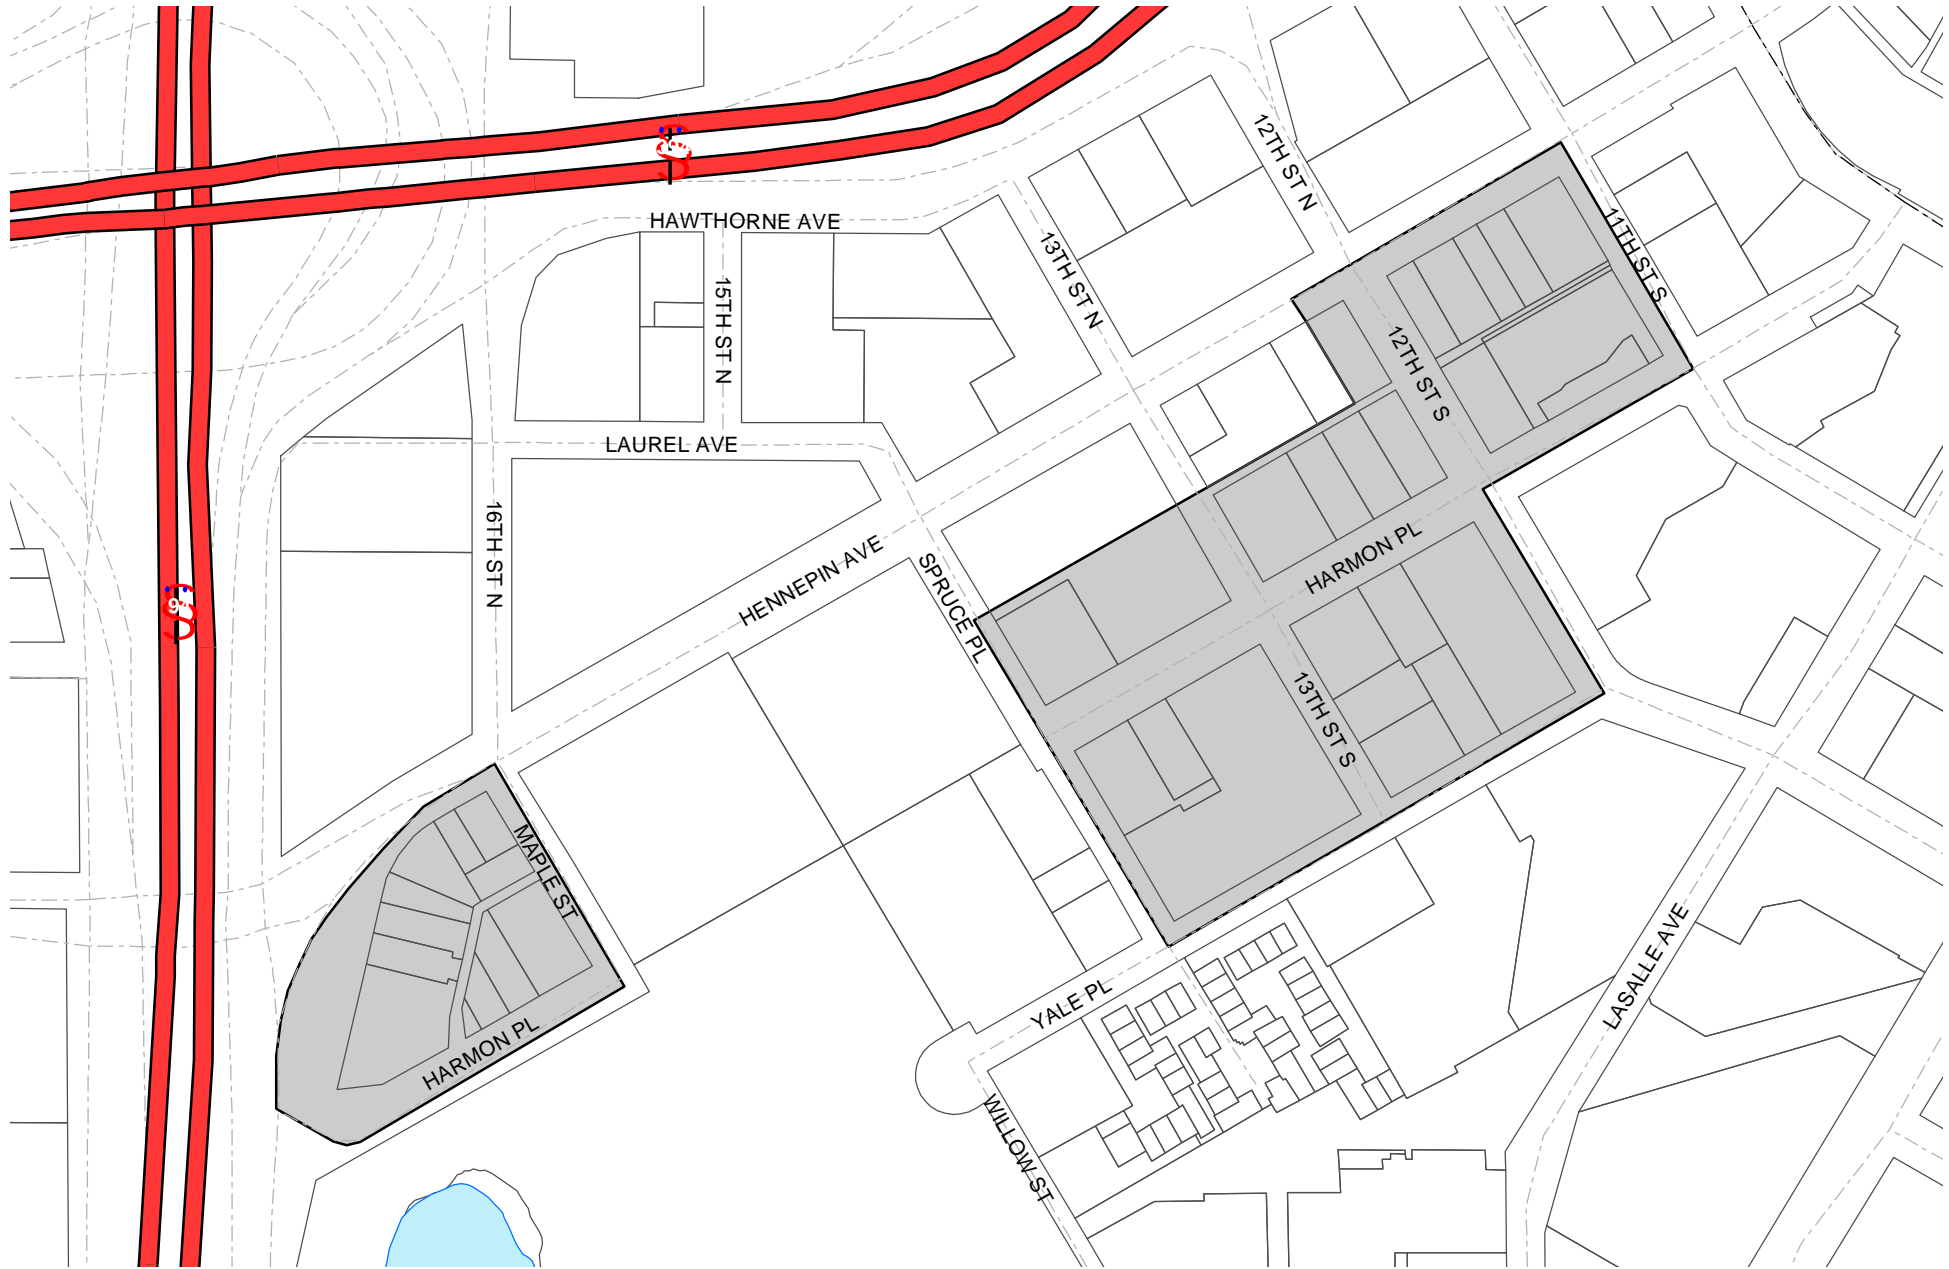 HAWTHORNE AVE
12TH ST N
11TH ST S
13TH ST N
15TH ST N
12TH ST S
LAUREL AVE
16TH ST N
HENNEPIN AVE
SPRUCE PL
HARMON PL
94
13TH ST S
MAPLE ST
LASALLE AVE
YALE PL
HARMON PL
WILLOW ST